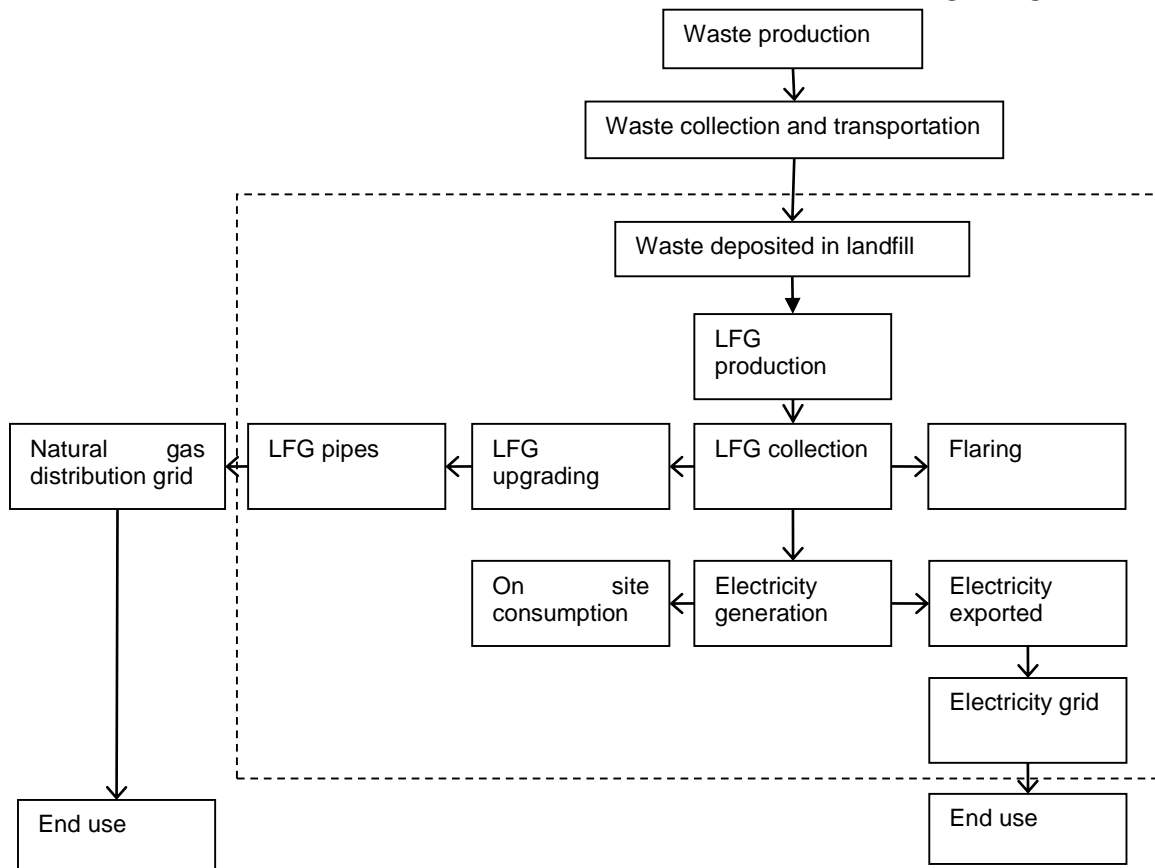 Waste production
Waste collection and transportation
Waste deposited in landfill
LFG
production
Natural gas
distribution grid
LFG pipes
LFG
upgrading
LFG collection
Flaring
On site
consumption
Electricity
generation
Electricity
exported
Electricity grid
End use
End use